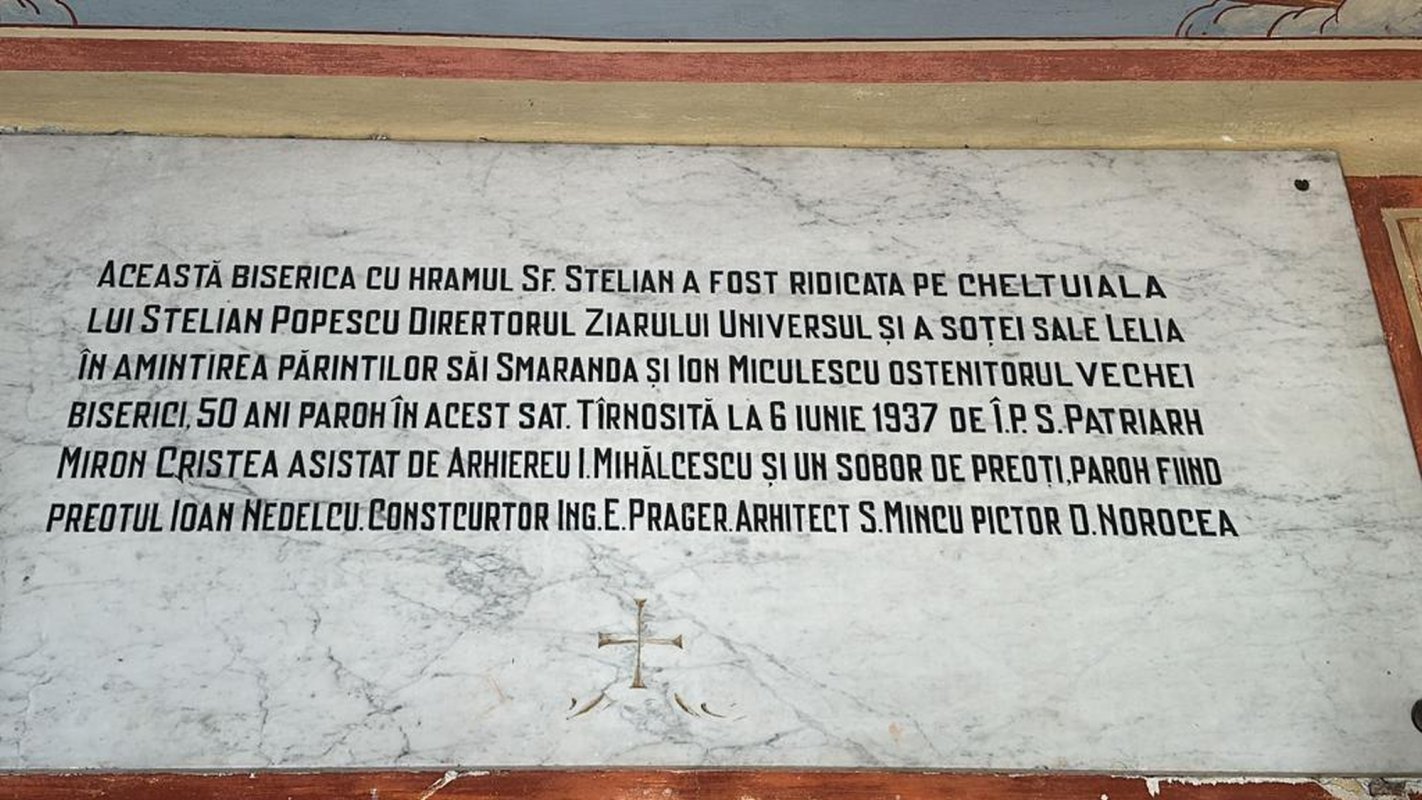 ACEASTĂ BISERICA CU HRAMUL SF. STELIAN A FOST RIDICATA PE CHELTUIALA
LUI STELIAN POPESCU DIRERTORUL ZIARULUI UNIVERSUL ȘI A SOȚEI SALE LELIA
ÎN AMINTIREA PĂRINTILOR SĂI SMARANDA ȘI ION MICULESCU OSTENITORUL VECHEI
BISERICI, 50 ANI PAROH ÎN ACEST SAT. TÎRNOSITĂ LA 6 IUNIE 1937 DE Î.P. S. PATRIARH
MIRON CRISTEA ASISTAT DE ARHIEREU I. MIHĂLCESCU ȘI UN SOBOR DE PREOȚI, PAROH FIIND
PREOTUL IOAN NEDELCU. CONSTCURTOR ING. E. PRAGER. ARHITECT S. MINCU PICTOR D. NOROCEA